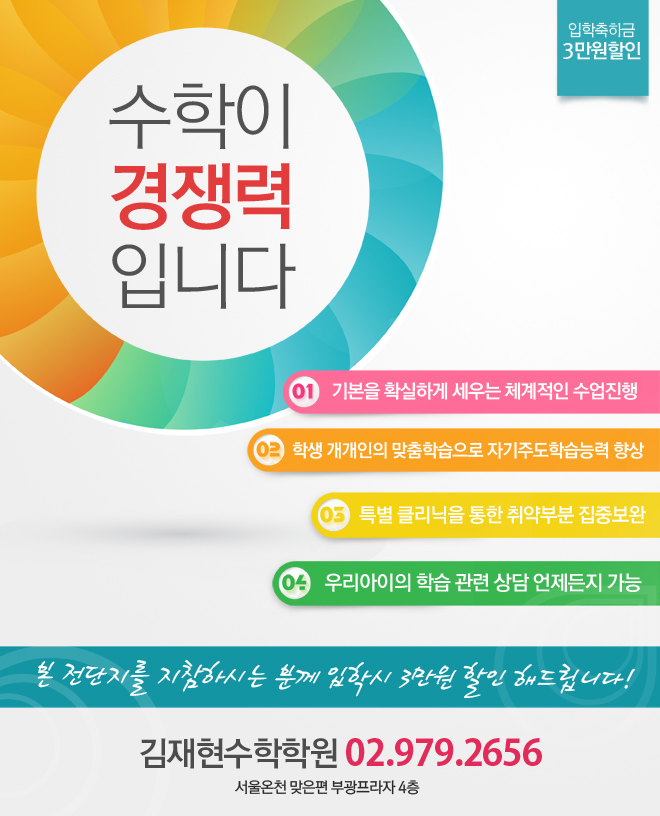 입학축하금
3만원할인
수학이
경쟁력
입니다
01 기본을 확실하게 세우는 체계적인 수업진행
02 학생 개개인의 맞춤학습으로 자기주도학습능력 향상
03 특별 클리닉을 통한 취약부분 집중보완
04 우리아이의 학습 관련 상담 언제든지 가능
본 전단지를 지참하시는 분께 입학시 3만원 할인 해드립니다!
김재현수학학원 02.979.2656
서울온천 맞은편 부광프라자 4층